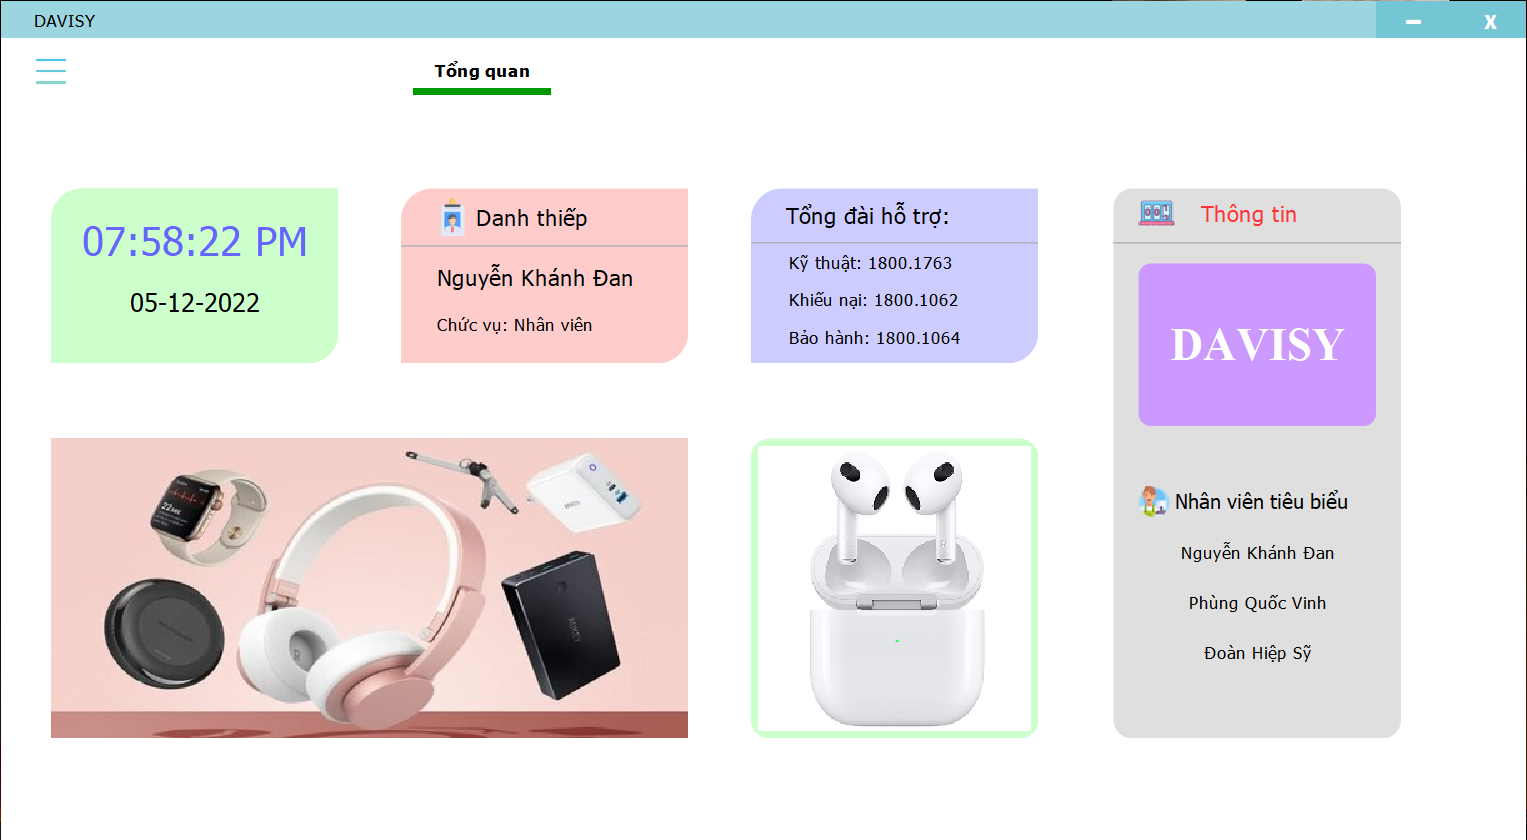 DAVISY
Tổng quan
07:58:22 PM
05-12-2022
Danh thiếp
Nguyễn Khánh Đan
Chức vụ: Nhân viên
Tổng đài hỗ trợ:
Kỹ thuật: 1800.1763
Khiếu nại: 1800.1062
Bảo hành: 1800.1064
Thông tin
DAVISY
Nhân viên tiêu biểu
Nguyễn Khánh Đan
Phùng Quốc Vinh
Đoàn Hiệp Sỹ